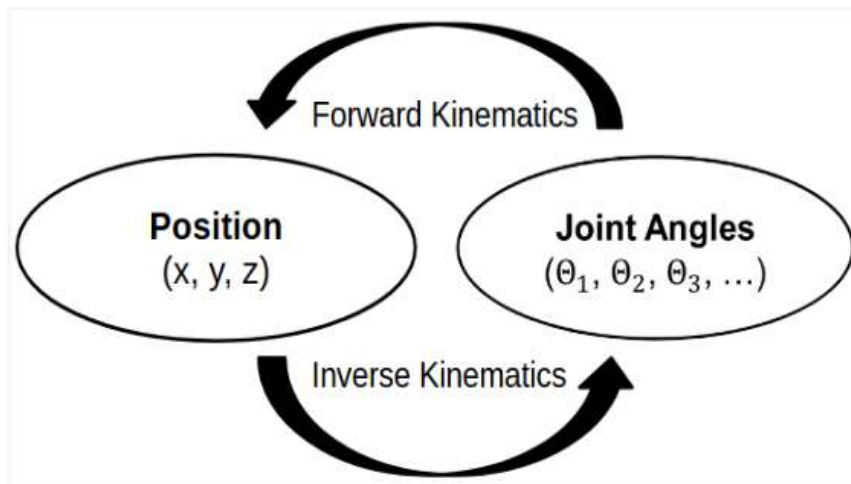 Forward Kinematics
Position
(x, y, z)
Joint Angles
(Θ₁, Θ₂, Θ₃, ...)
Inverse Kinematics